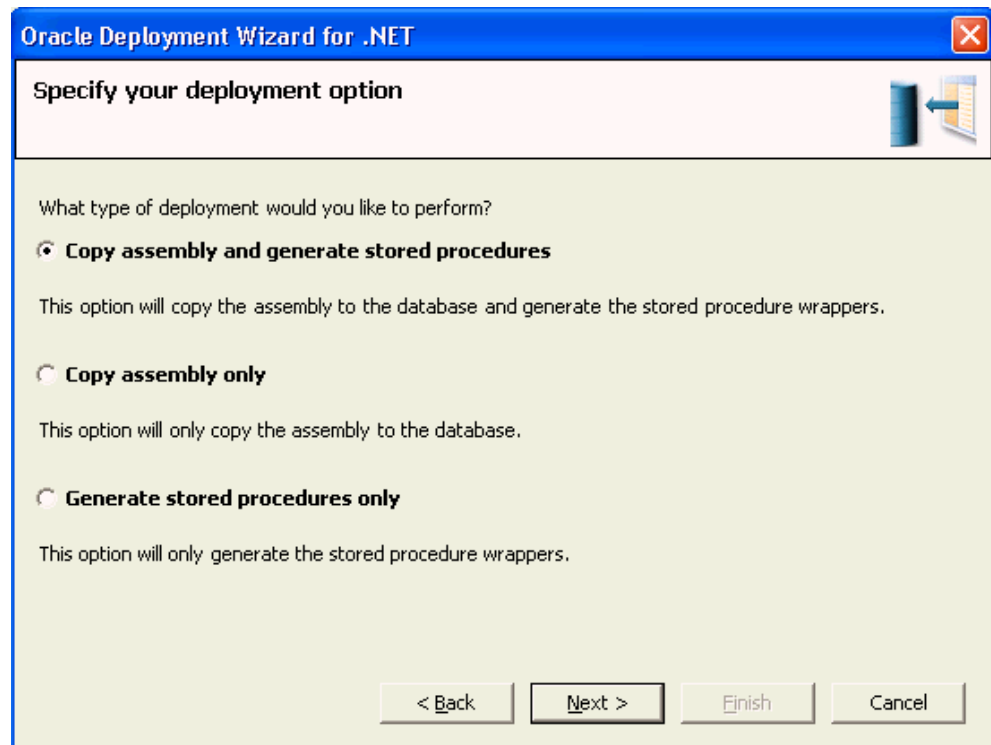 Oracle Deployment Wizard for .NET
Specify your deployment option
What type of deployment would you like to perform?
Copy assembly and generate stored procedures
This option will copy the assembly to the database and generate the stored procedure wrappers.
Copy assembly only
This option will only copy the assembly to the database.
Generate stored procedures only
This option will only generate the stored procedure wrappers.
< Back Next > Finish Cancel